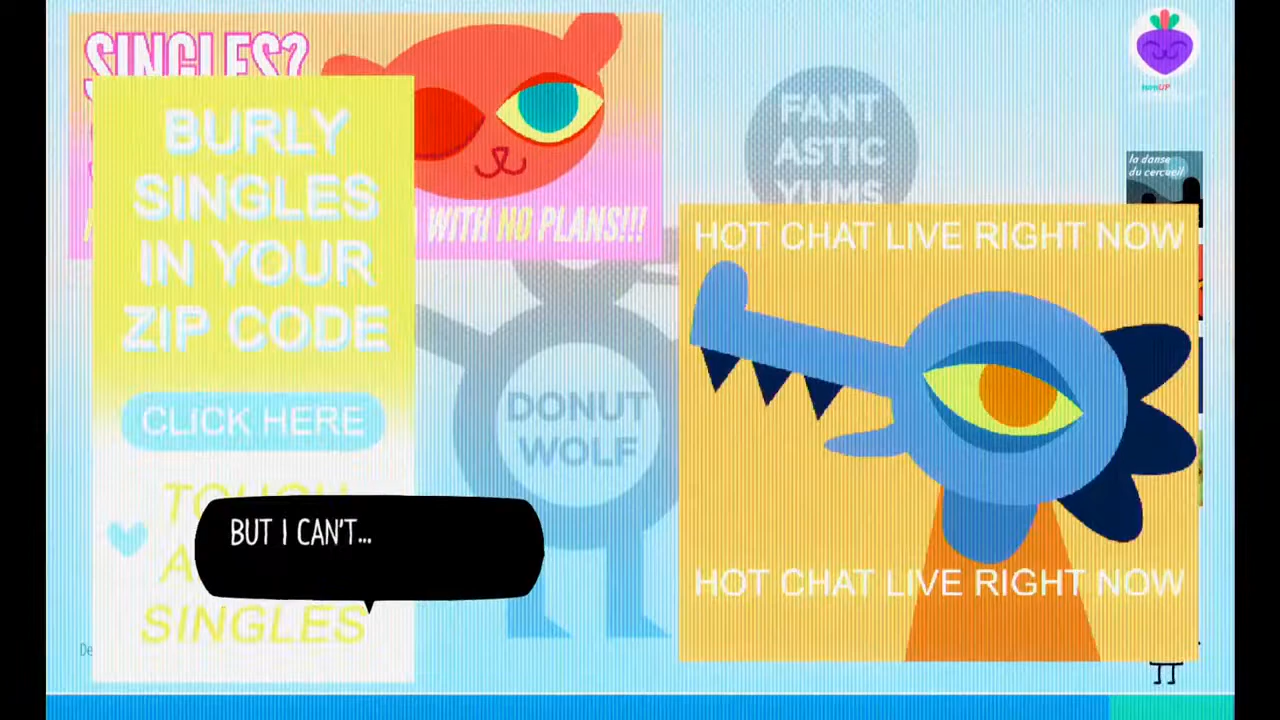 SINGLES?
WITH NO PLANS!!!
BURLY
SINGLES
IN YOUR
ZIP CODE
CLICK HERE
SINGLES
BUT I CAN'T...
FANT
ASTIC
YUMS
DONUT
WOLF
HOT CHAT LIVE RIGHT NOW
HOT CHAT LIVE RIGHT NOW
la danse
du cercueil